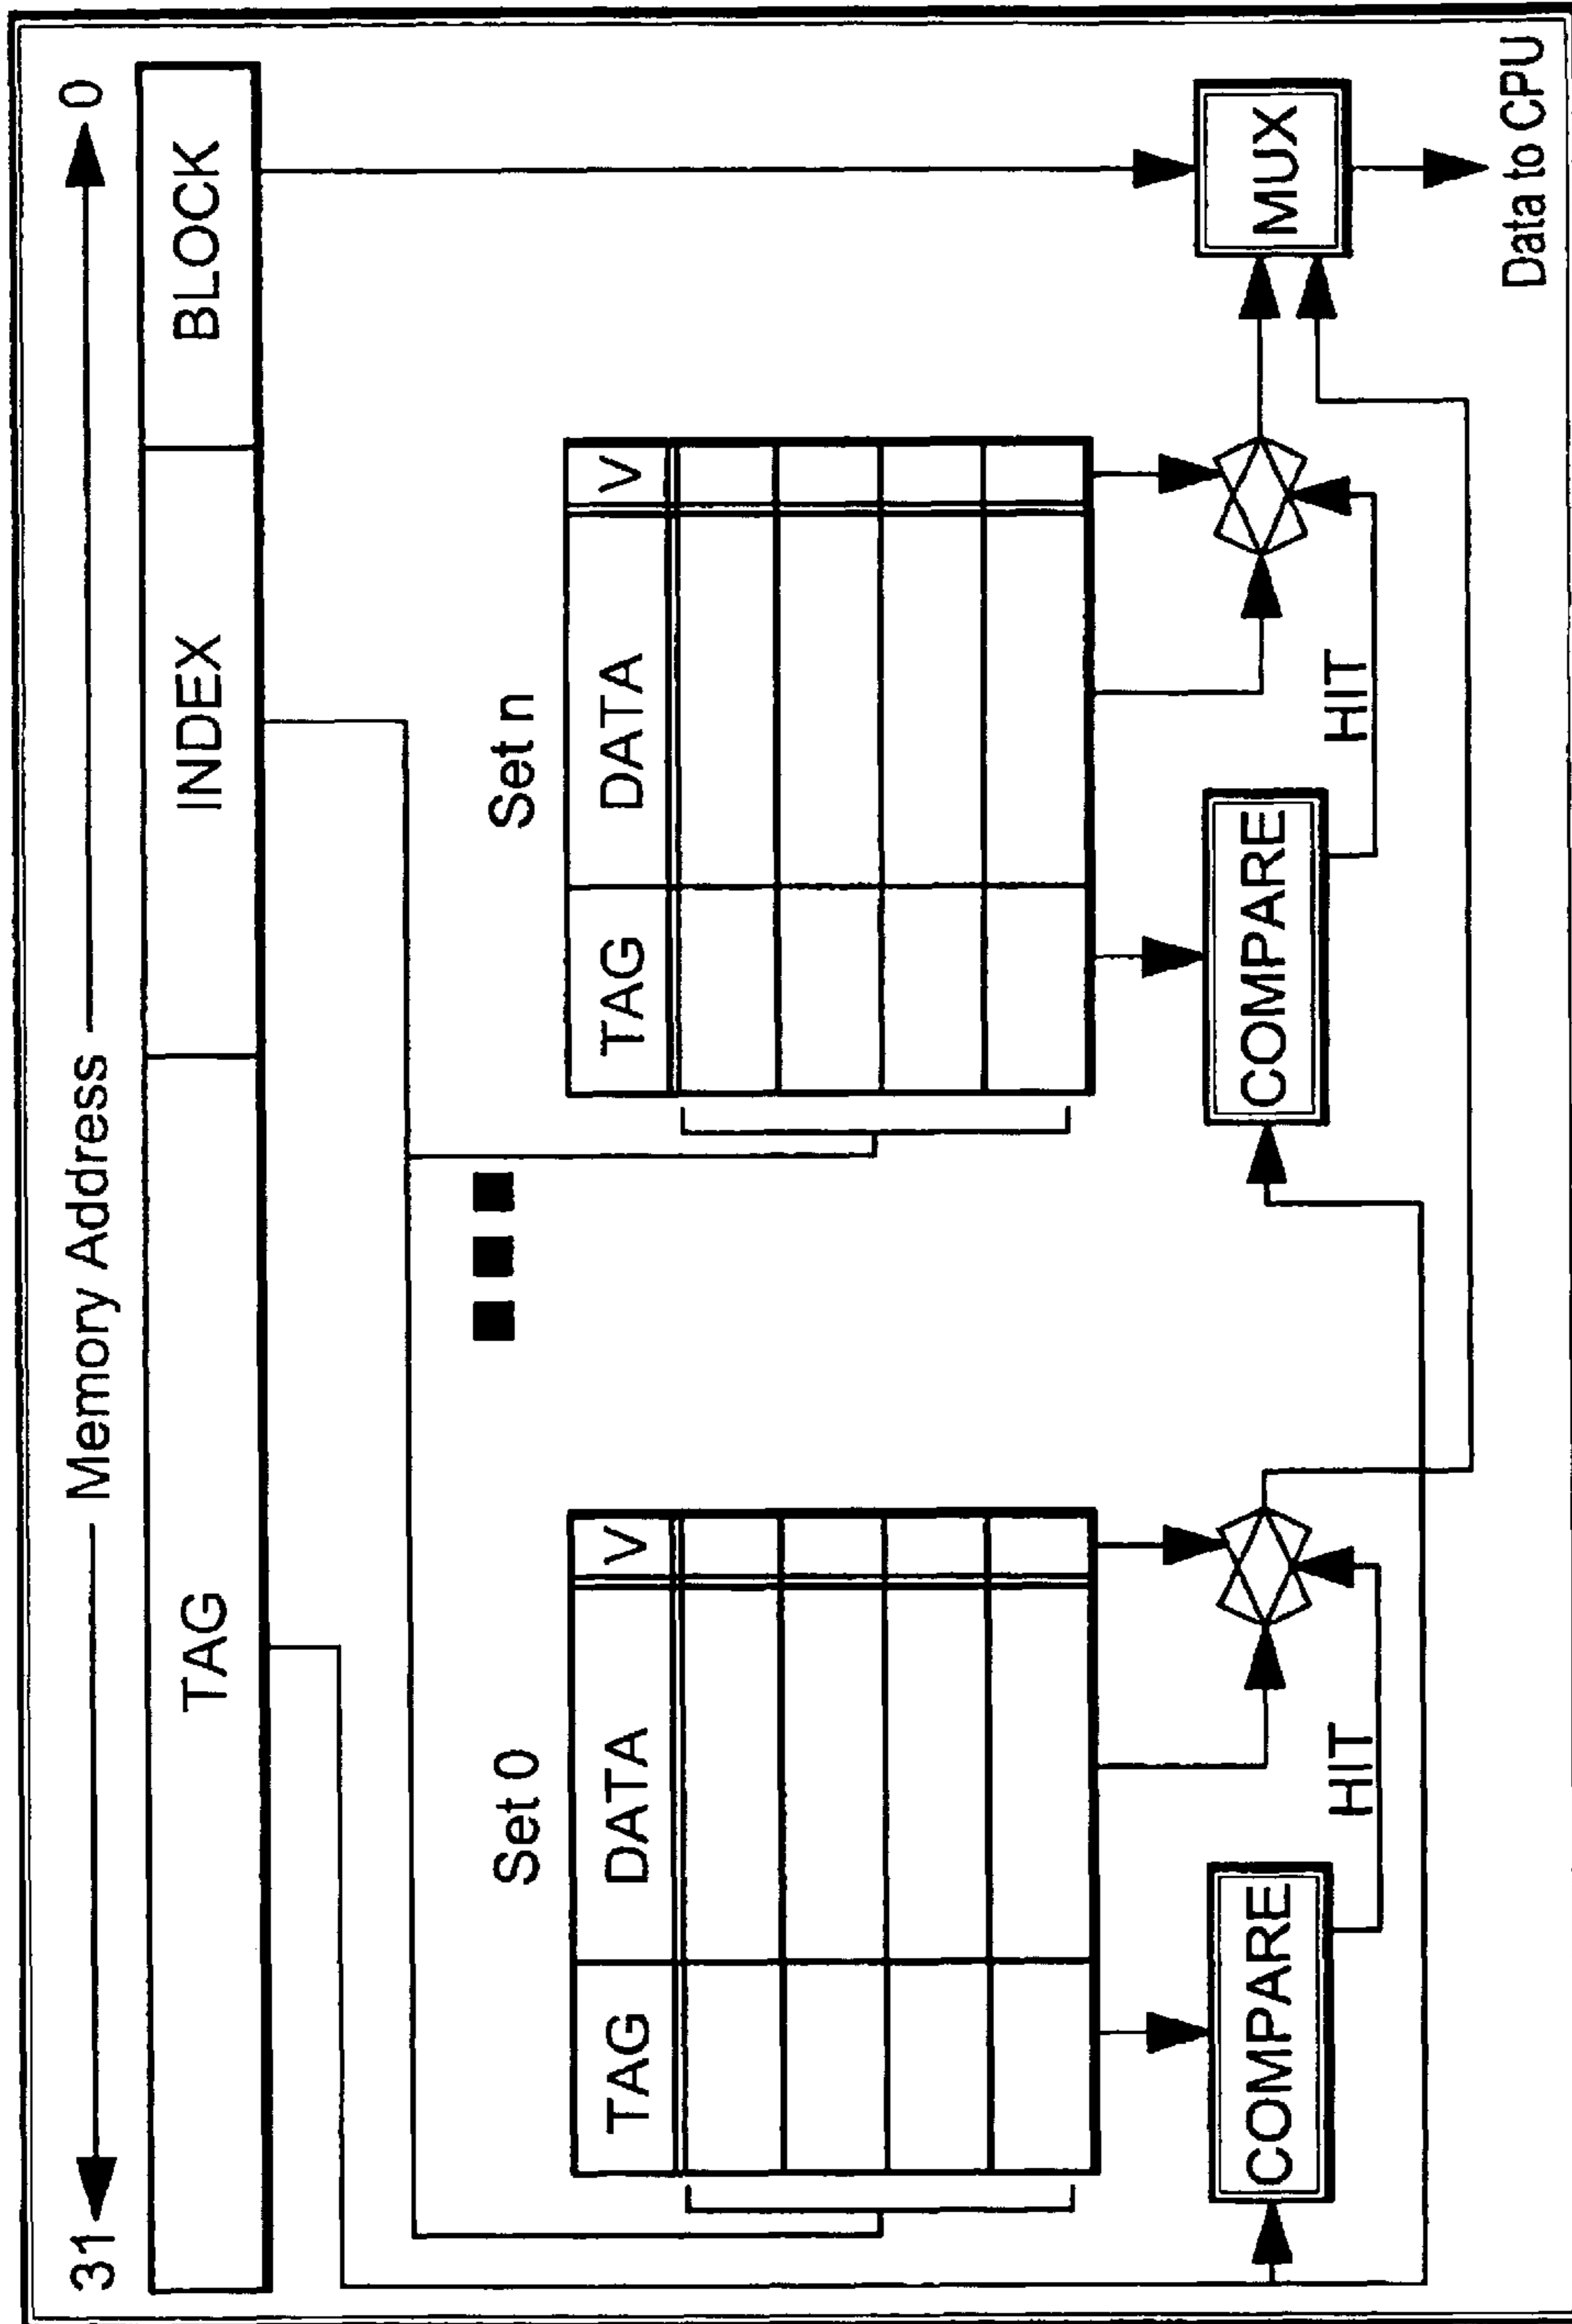 31 Memory Address 0
TAG INDEX BLOCK
Set 0 Set n
TAG DATA V TAG DATA V
COMPARE COMPARE MUX
HIT HIT
Data to CPU